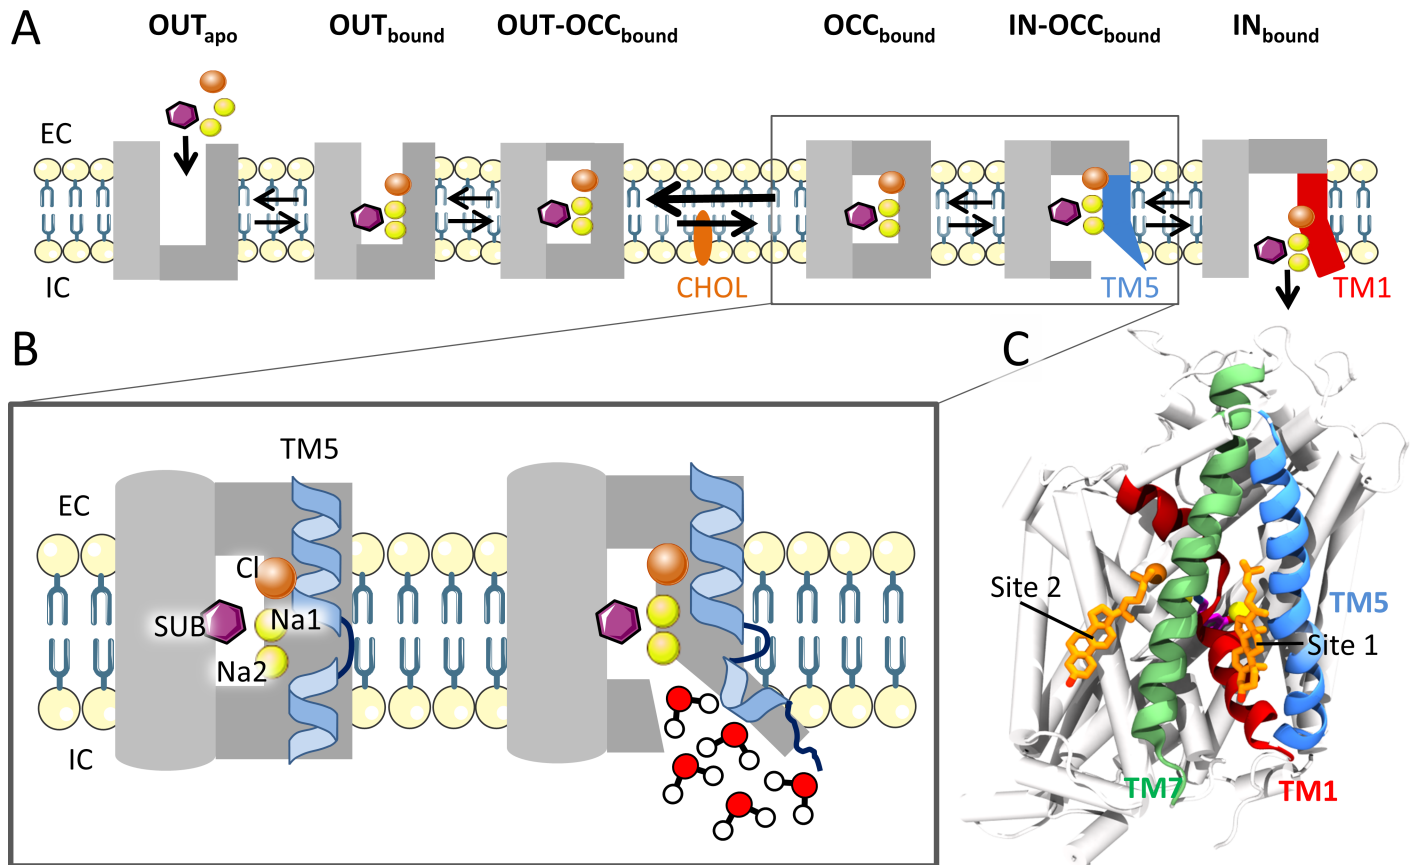 A
OUTapo
OUTbound
OUT-OCCbound
OCCbound
IN-OCCbound
INbound
EC
IC
CHOL
TM5
TM1
B
C
TM5
EC
Cl
SUB
Na1
Na2
IC
Site 2
TM5
Site 1
TM7
TM1